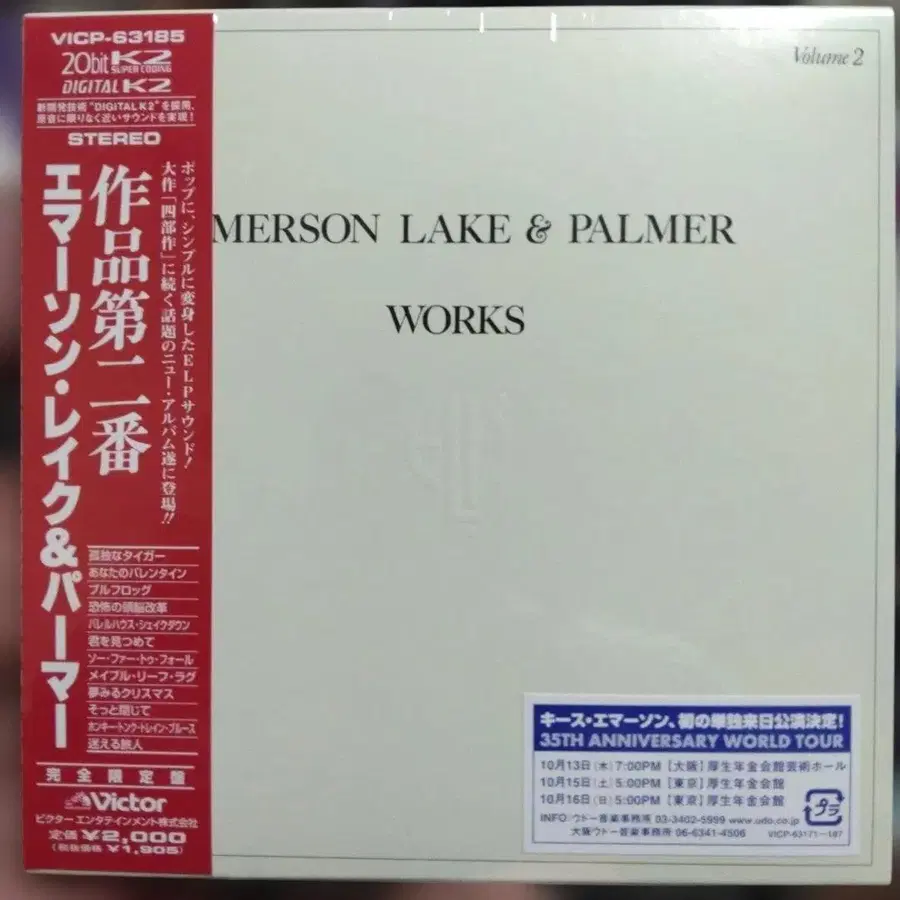 VICP-63185
20bit K2
SUPER CODING
DIGITAL K2
新開発技術"DIGITAL K2"を採用、
原音に限りなく近いサウンドを実現!
STEREO
ポップに、シンプルに変身したELPサウンド!
大作「四部作」に続く話題のニュー・アルバム遂に登場!!
作品第二番
エマーソン・レイク&パーマー
孤独なタイガー
あなたのバレンタイン
ブルフロッグ
恐怖の頭脳改革
バレルハウス・シェイクダウン
君を見つめて
ソー・ファー・トゥ・フォール
メイプル・リーフ・ラグ
夢みるクリスマス
そっと閉じて
ホンキー・トンク・トレイン・ブルース
迷える旅人
完全限定盤
Victor
ビクター エンタテインメント株式会社
定価 ¥2,000
(税抜価格 ¥1,905)
Volume 2
MERSON LAKE & PALMER
WORKS
キース・エマーソン、初の単独来日公演決定!
35TH ANNIVERSARY WORLD TOUR
10月13日(木)7:00PM【大阪】厚生年金会館芸術ホール
10月15日(土)5:00PM【東京】厚生年金会館
10月16日(日)5:00PM【東京】厚生年金会館
INFO:ウドー音楽事務所 03-3402-5999 www.udo.co.jp
大阪ウドー音楽事務所 06-6341-4506
プラ
VICP-63171〜187